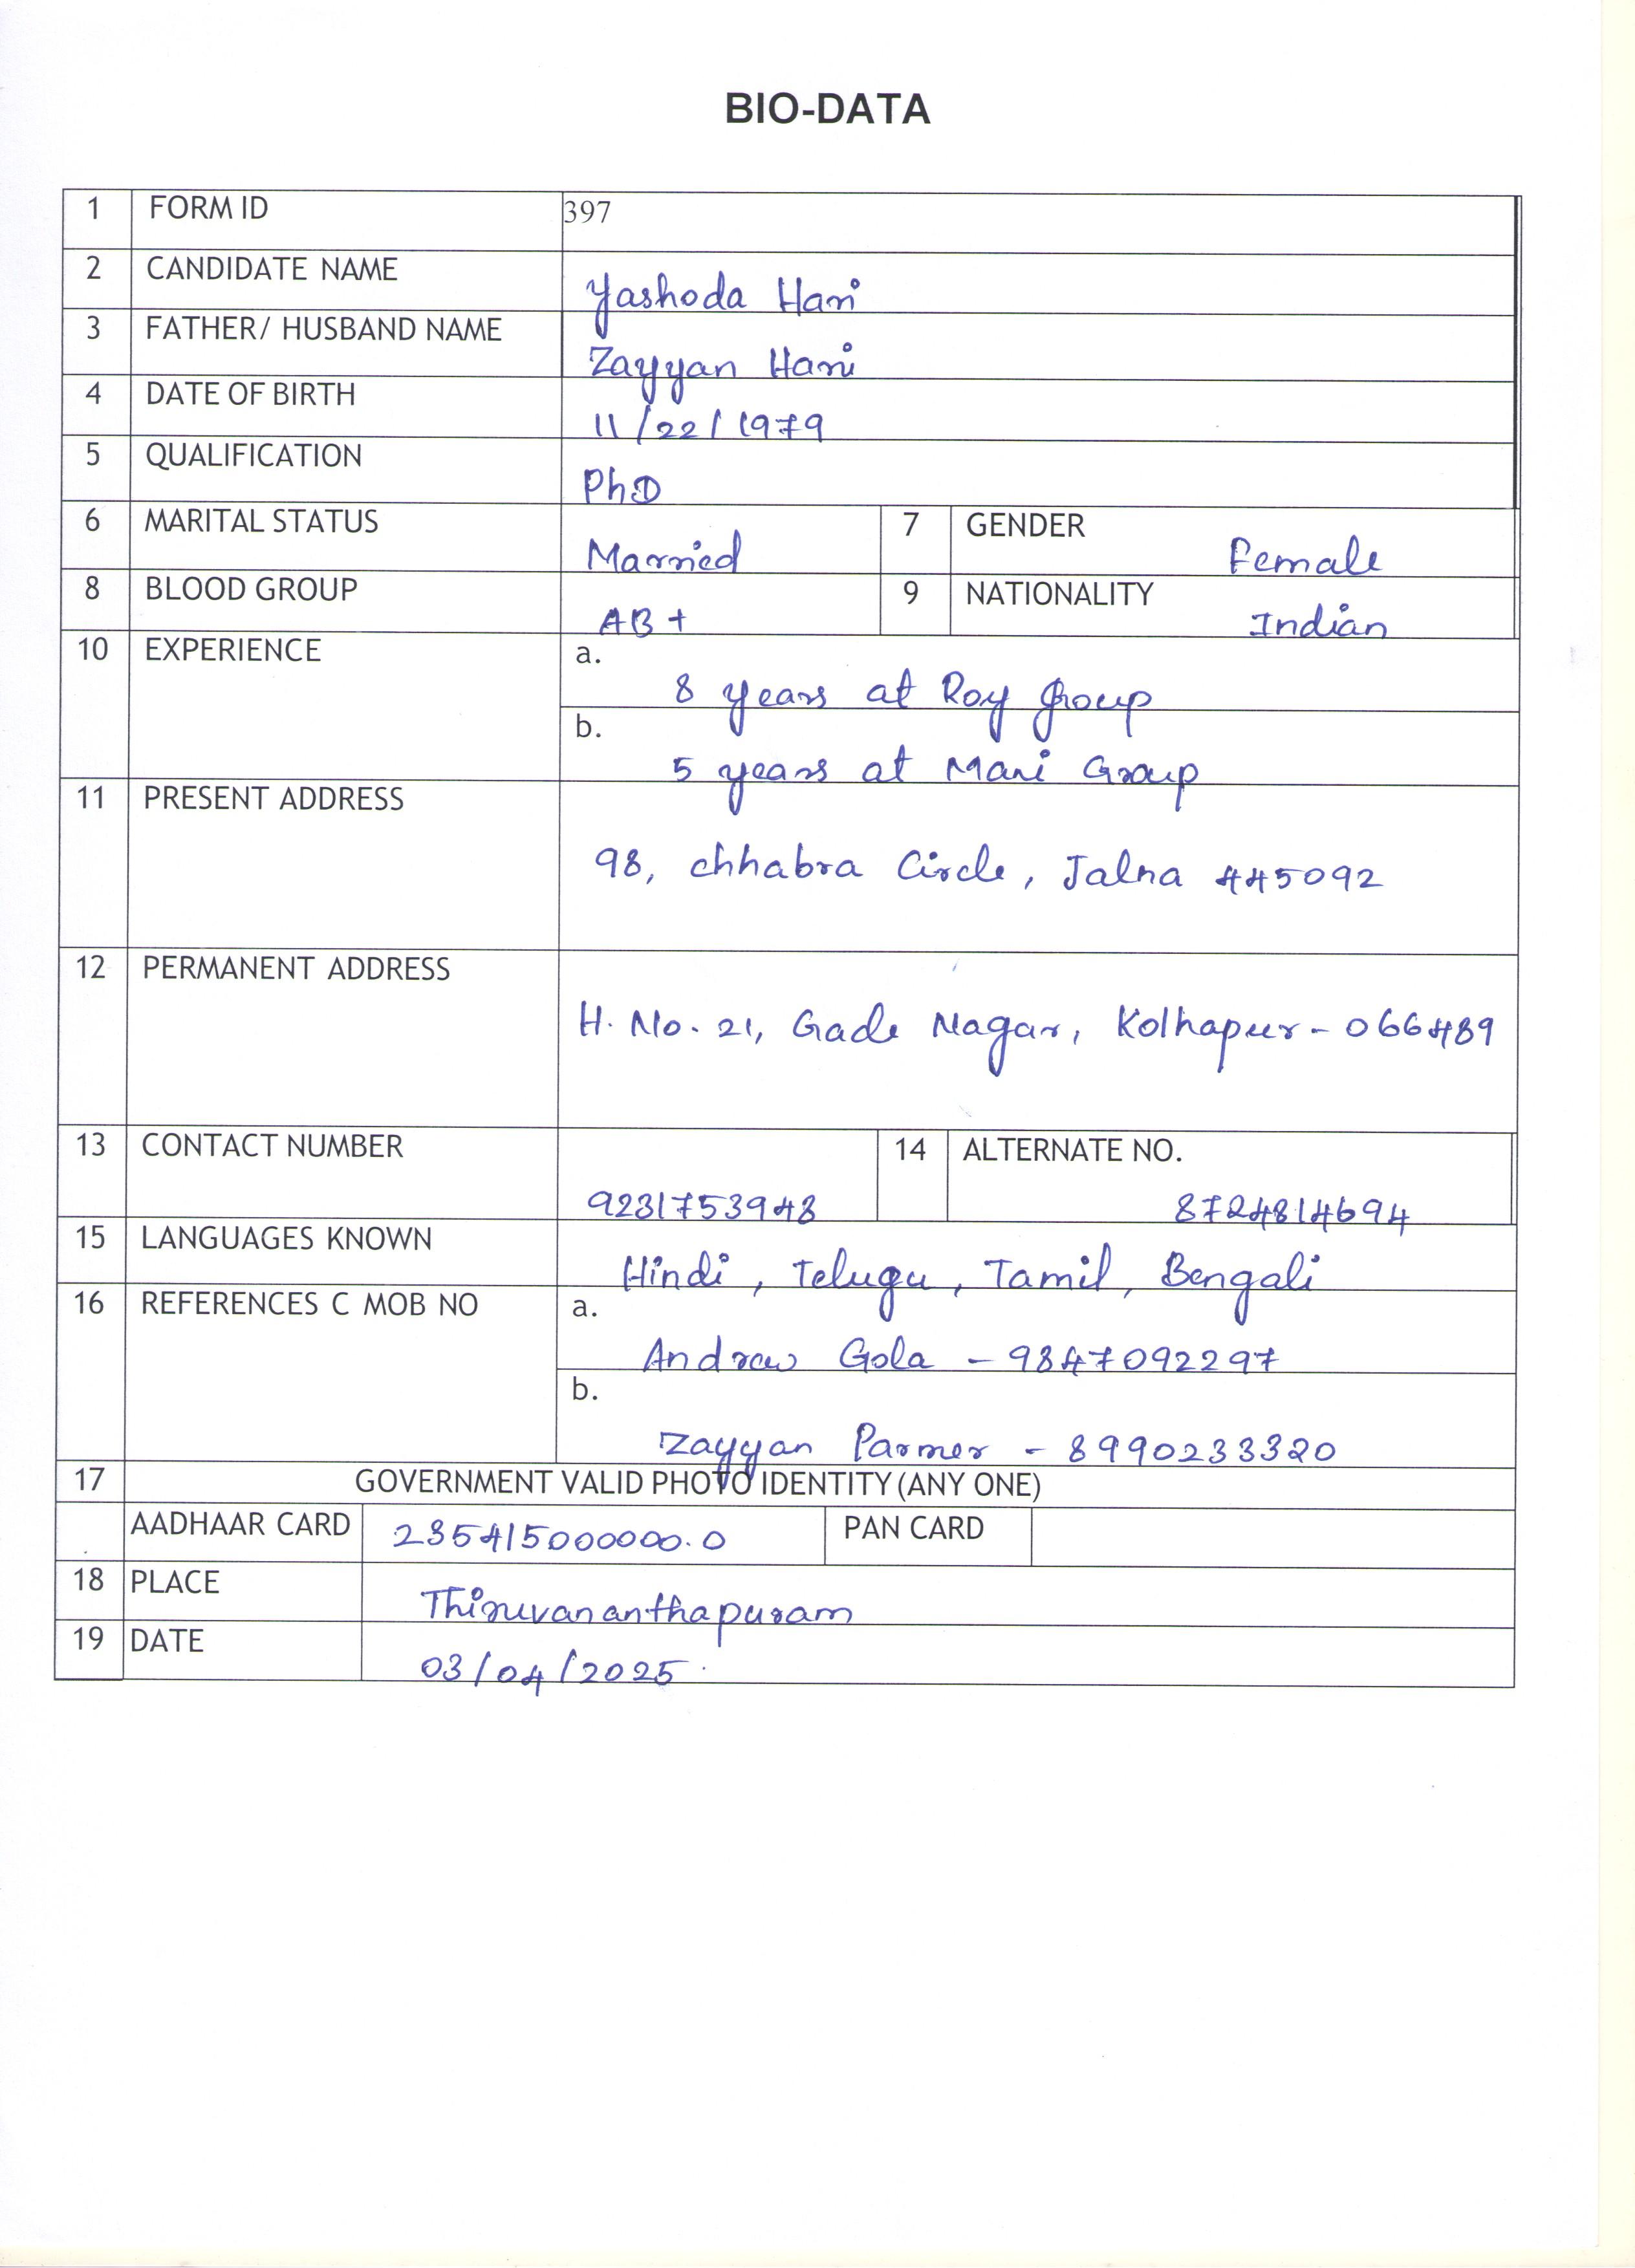 BIO-DATA
1 FORM ID 397
2 CANDIDATE NAME Yashoda Hari
3 FATHER/ HUSBAND NAME Zayyan Hari
4 DATE OF BIRTH 11/22/1979
5 QUALIFICATION PhD
6 MARITAL STATUS Married 7 GENDER Female
8 BLOOD GROUP AB+ 9 NATIONALITY Indian
10 EXPERIENCE a. 8 years at Roy Group
b. 5 years at Mani Group
11 PRESENT ADDRESS
98, Chhabra Circle, Jalna 445092
12 PERMANENT ADDRESS
H. No. 21, Gade Nagar, Kolhapur - 066489
13 CONTACT NUMBER 9231753948 14 ALTERNATE NO. 8724814694
15 LANGUAGES KNOWN Hindi, Telugu, Tamil, Bengali
16 REFERENCES C MOB NO a. Andrew Gola - 9847092297
b. Zayyan Parmer - 8990233320
17 GOVERNMENT VALID PHOTO IDENTITY (ANY ONE)
AADHAAR CARD 235415000000.0 PAN CARD
18 PLACE Thiruvananthapuram
19 DATE 03/04/2025